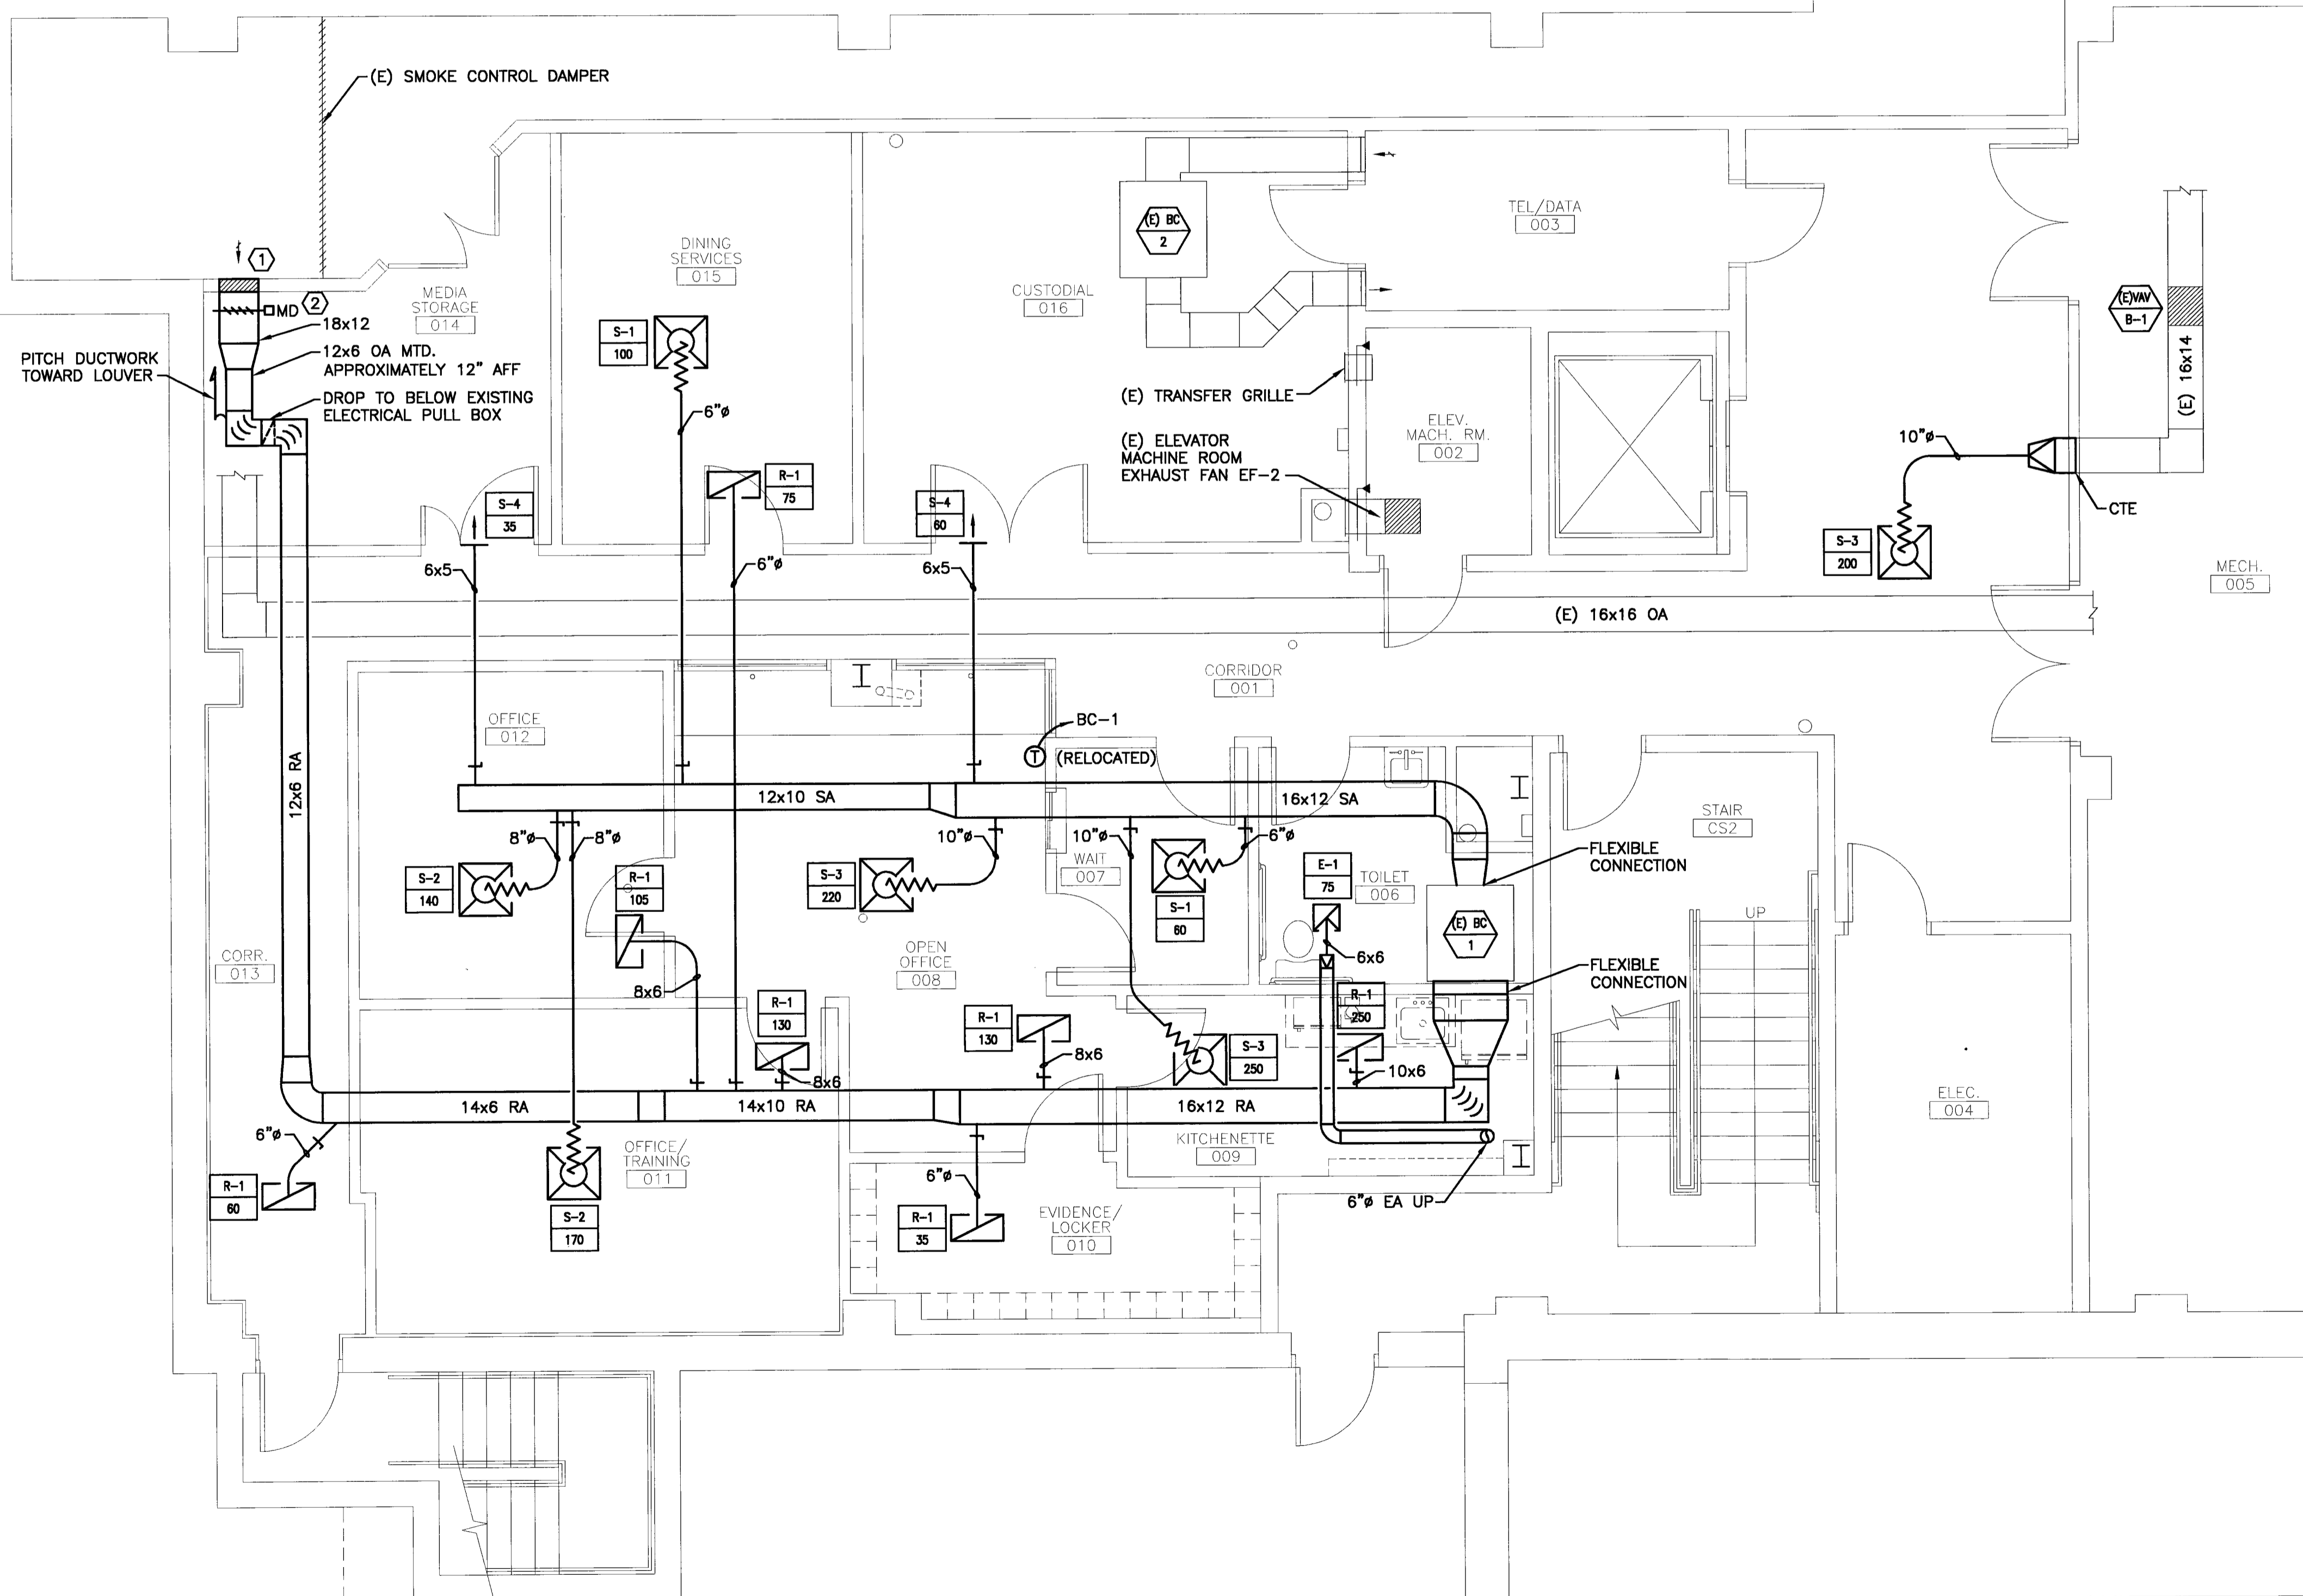 (E) SMOKE CONTROL DAMPER
1
MD
2
18x12
12x6 OA MTD.
APPROXIMATELY 12" AFF
PITCH DUCTWORK
TOWARD LOUVER
DROP TO BELOW EXISTING
ELECTRICAL PULL BOX
MEDIA
STORAGE
014
DINING
SERVICES
015
S-1
100
6"ø
R-1
75
6"ø
S-4
35
6x5
CUSTODIAL
016
(E) BC
2
S-4
60
6x5
(E) TRANSFER GRILLE
(E) ELEVATOR
MACHINE ROOM
EXHAUST FAN EF-2
TEL/DATA
003
ELEV.
MACH. RM.
002
(E)VAV
B-1
(E) 16x14
10"ø
CTE
S-3
200
MECH.
005
(E) 16x16 OA
CORRIDOR
001
OFFICE
012
BC-1
T
(RELOCATED)
12x6 RA
12x10 SA
16x12 SA
STAIR
CS2
8"ø
8"ø
10"ø
10"ø
6"ø
S-2
140
R-1
105
S-3
220
WAIT
007
S-1
60
E-1
75
TOILET
006
FLEXIBLE
CONNECTION
(E) BC
1
UP
CORR.
013
OPEN
OFFICE
008
6x6
FLEXIBLE
CONNECTION
8x6
R-1
130
R-1
130
R-1
250
8x6
8x6
S-3
250
10x6
14x6 RA
14x10 RA
16x12 RA
ELEC.
004
6"ø
OFFICE/
TRAINING
011
KITCHENETTE
009
R-1
60
S-2
170
6"ø
R-1
35
EVIDENCE/
LOCKER
010
6"ø EA UP